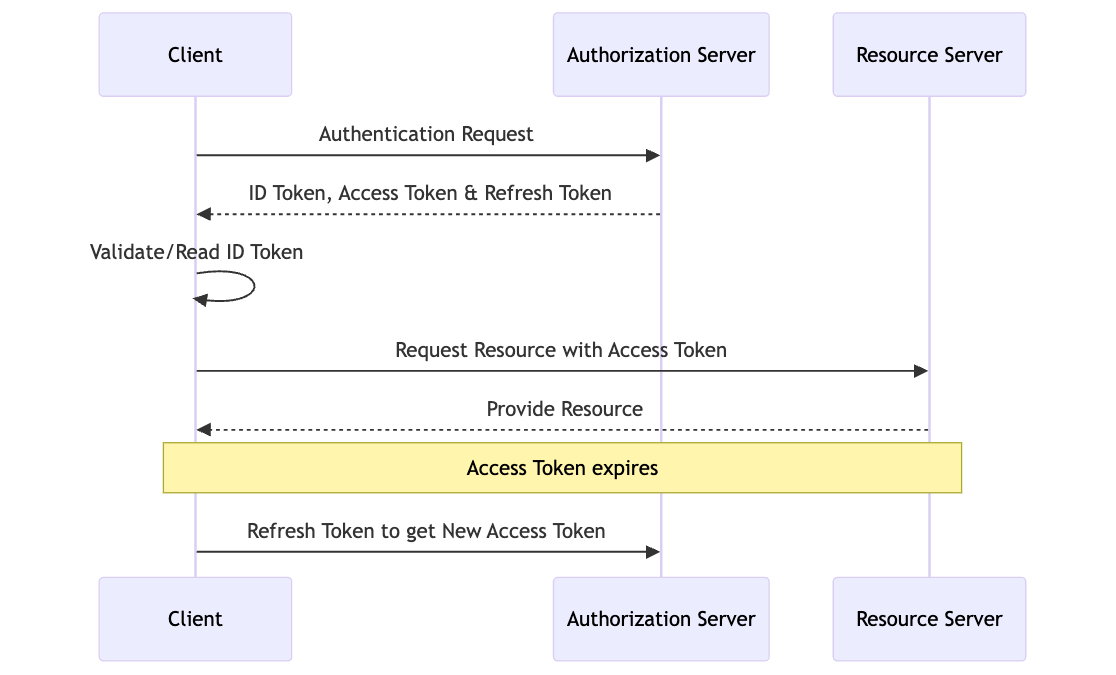 Client
Authorization Server
Resource Server
Authentication Request
ID Token, Access Token & Refresh Token
Validate/Read ID Token
Request Resource with Access Token
Provide Resource
Access Token expires
Refresh Token to get New Access Token
Client
Authorization Server
Resource Server